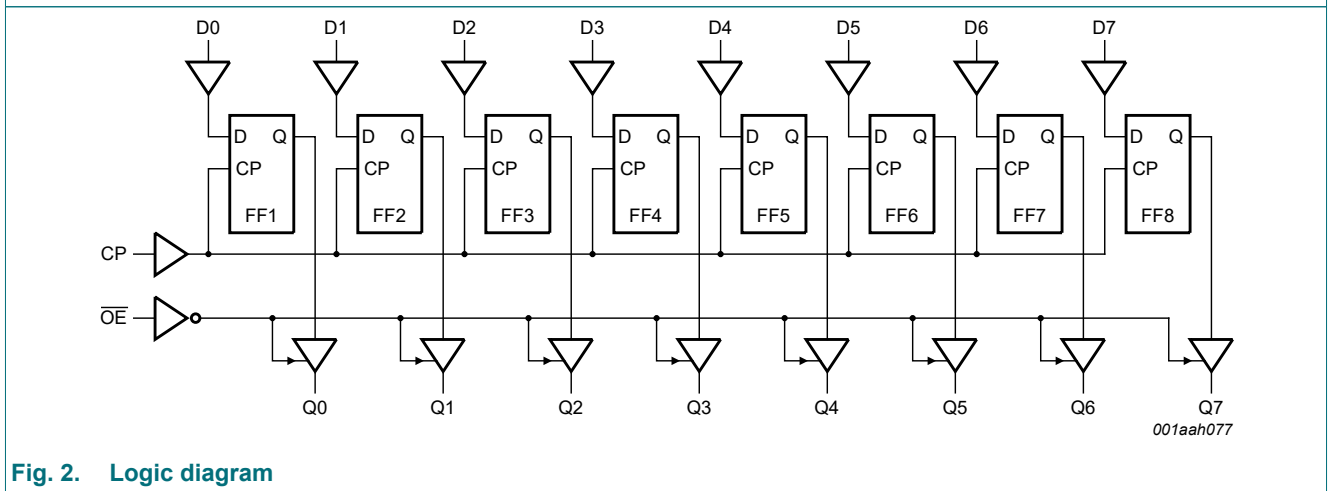 D0 D1 D2 D3 D4 D5 D6 D7
D Q D Q D Q D Q D Q D Q D Q D Q
CP CP CP CP CP CP CP CP
FF1 FF2 FF3 FF4 FF5 FF6 FF7 FF8
CP
OE
Q0 Q1 Q2 Q3 Q4 Q5 Q6 Q7
001aah077
Fig. 2. Logic diagram